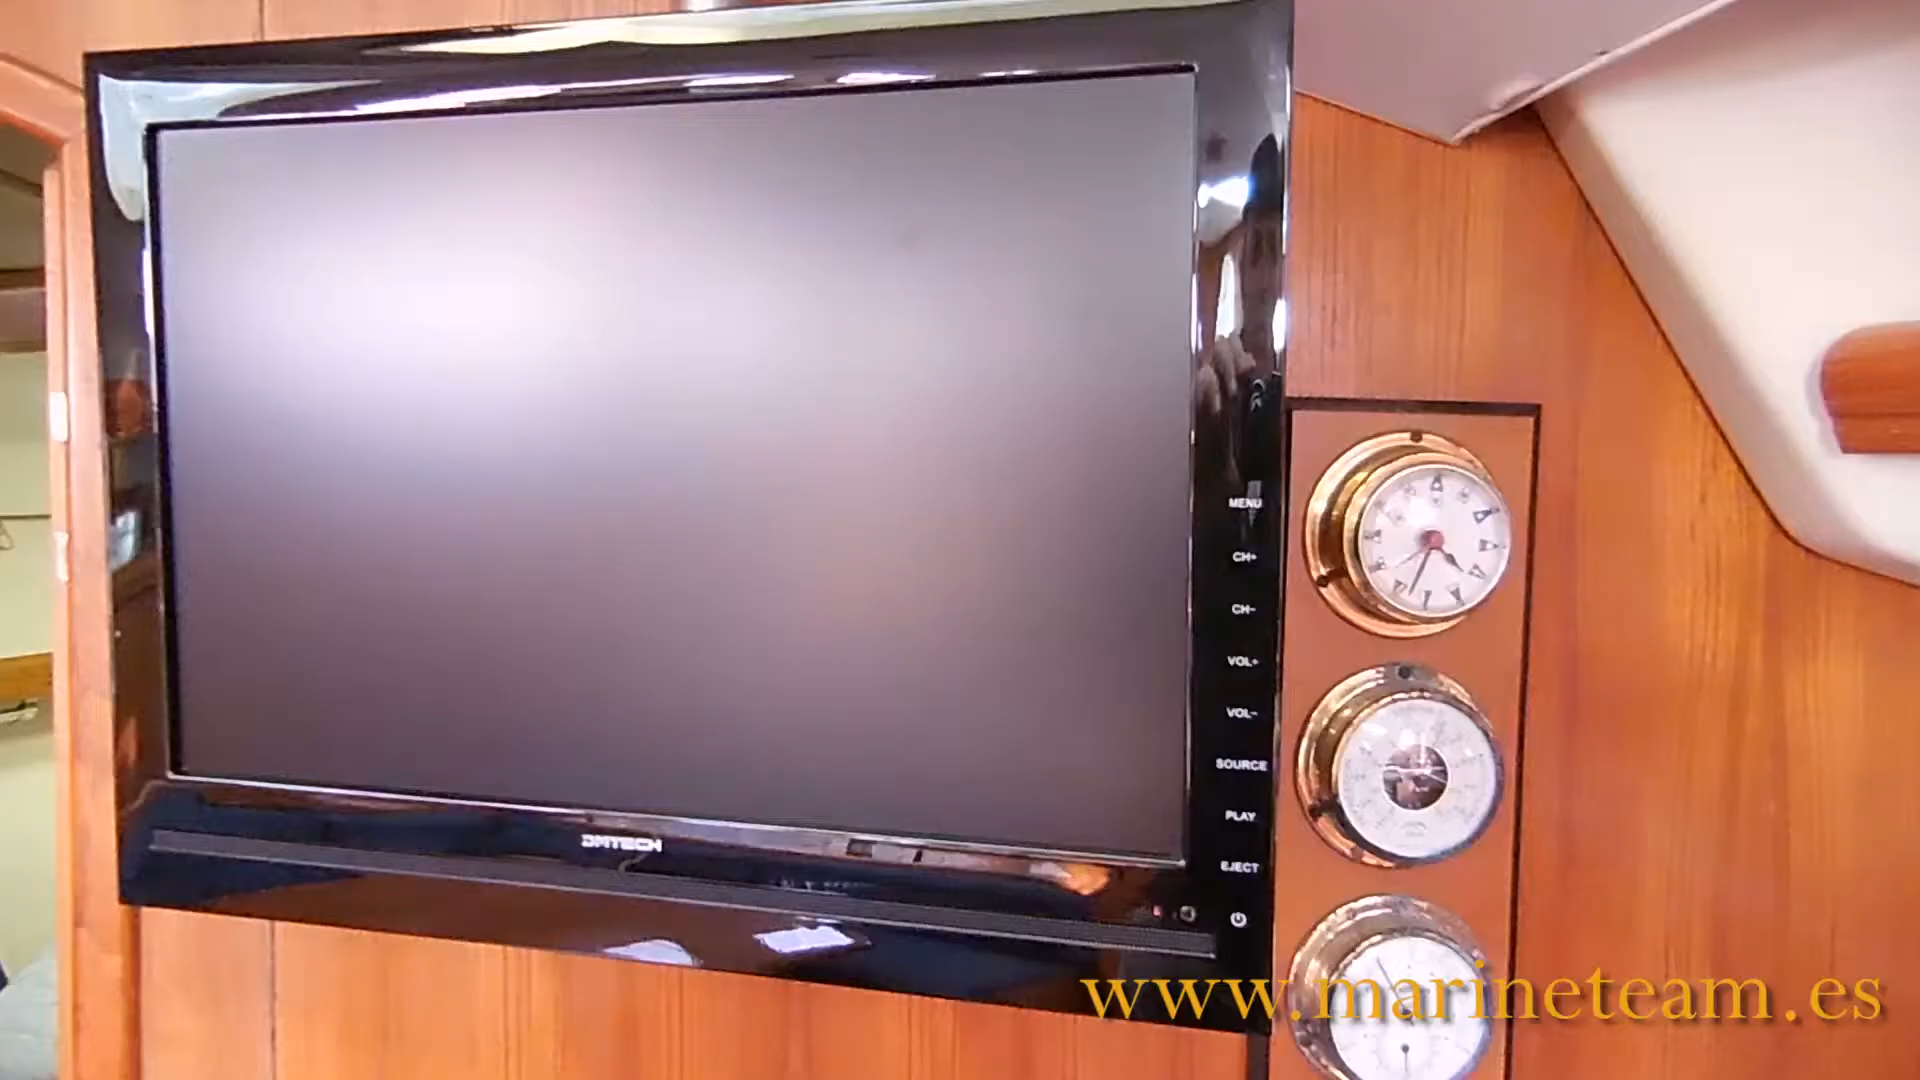 MENU
CH+
CH-
VOL+
VOL-
SOURCE
PLAY
EJECT
DMTECH
www.marineteam.es